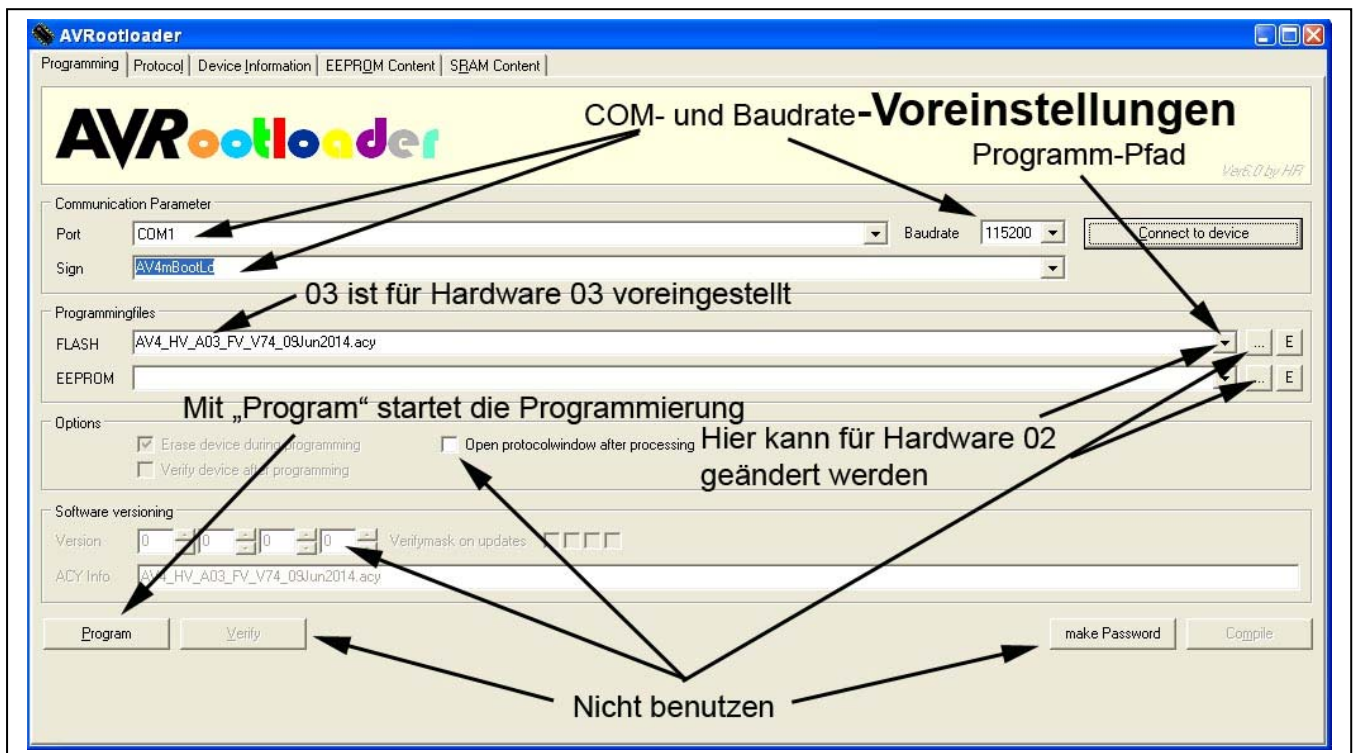 AVRootloader
Programming Protocol Device Information EEPROM Content SRAM Content
AVRootloader
COM- und Baudrate-Voreinstellungen
Programm-Pfad
Ver6.0 by HR
Communication Parameter
Port COM1 Baudrate 115200 Connect to device
Sign AV4mBootLd
03 ist für Hardware 03 voreingestellt
Programmingfiles
FLASH AV4_HV_A03_FV_V74_09Jun2014.acy ... E
EEPROM ... E
Mit „Program“ startet die Programmierung
Options
Erase device during programming Open protocolwindow after processing
Hier kann für Hardware 02
geändert werden
Verify device after programming
Software versioning
Version 0 0 0 0 Verifymask on updates
ACY Info AV4_HV_A03_FV_V74_09Jun2014.acy
Program Verify make Password Compile
Nicht benutzen